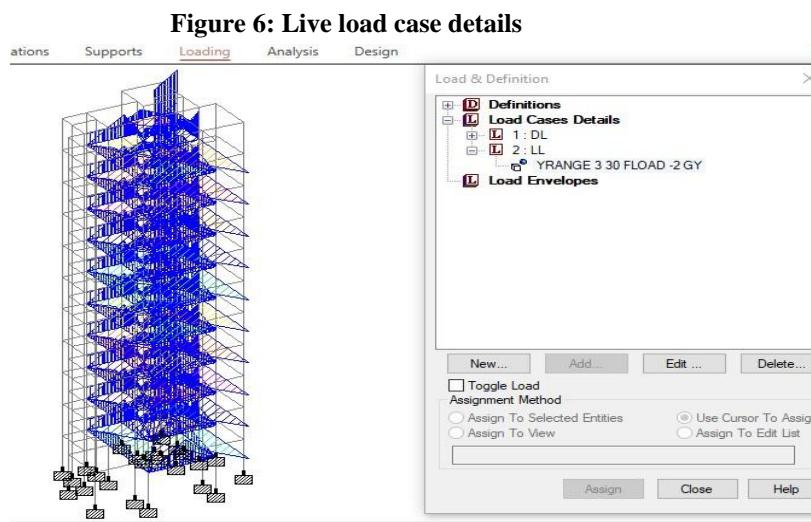 Figure 6: Live load case details
ations Supports Loading Analysis Design
Load & Definition
D Definitions
L Load Cases Details
L 1 : DL
L 2 : LL
YRANGE 3 30 FLOAD -2 GY
L Load Envelopes
New... Add... Edit ... Delete...
Toggle Load
Assignment Method
Assign To Selected Entities Use Cursor To Assig
Assign To View Assign To Edit List
Assign Close Help